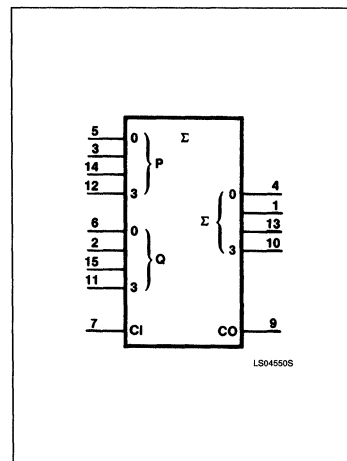 5 0 Σ
3
P
14
12 3 0 4
1
6 0 Σ
13
2 3 10
15 Q
11 3
7 CI CO 9
LS04550S